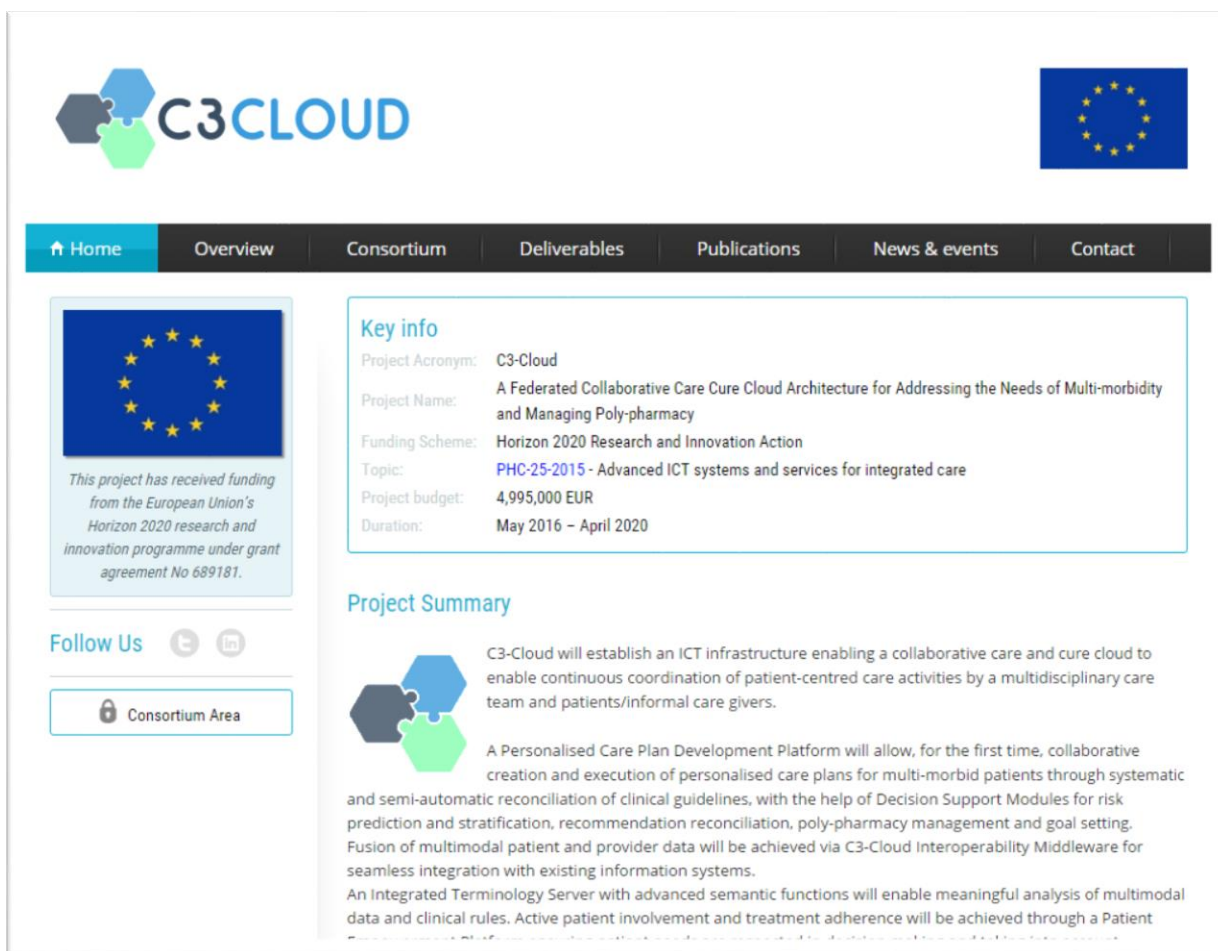 C3CLOUD
Home Overview Consortium Deliverables Publications News & events Contact
This project has received funding
from the European Union's
Horizon 2020 research and
innovation programme under grant
agreement No 689181.
Follow Us
Consortium Area
Key info
Project Acronym: C3-Cloud
Project Name: A Federated Collaborative Care Cure Cloud Architecture for Addressing the Needs of Multi-morbidity
and Managing Poly-pharmacy
Funding Scheme: Horizon 2020 Research and Innovation Action
Topic: PHC-25-2015 - Advanced ICT systems and services for integrated care
Project budget: 4,995,000 EUR
Duration: May 2016 – April 2020
Project Summary
C3-Cloud will establish an ICT infrastructure enabling a collaborative care and cure cloud to
enable continuous coordination of patient-centred care activities by a multidisciplinary care
team and patients/informal care givers.
A Personalised Care Plan Development Platform will allow, for the first time, collaborative
creation and execution of personalised care plans for multi-morbid patients through systematic
and semi-automatic reconciliation of clinical guidelines, with the help of Decision Support Modules for risk
prediction and stratification, recommendation reconciliation, poly-pharmacy management and goal setting.
Fusion of multimodal patient and provider data will be achieved via C3-Cloud Interoperability Middleware for
seamless integration with existing information systems.
An Integrated Terminology Server with advanced semantic functions will enable meaningful analysis of multimodal
data and clinical rules. Active patient involvement and treatment adherence will be achieved through a Patient